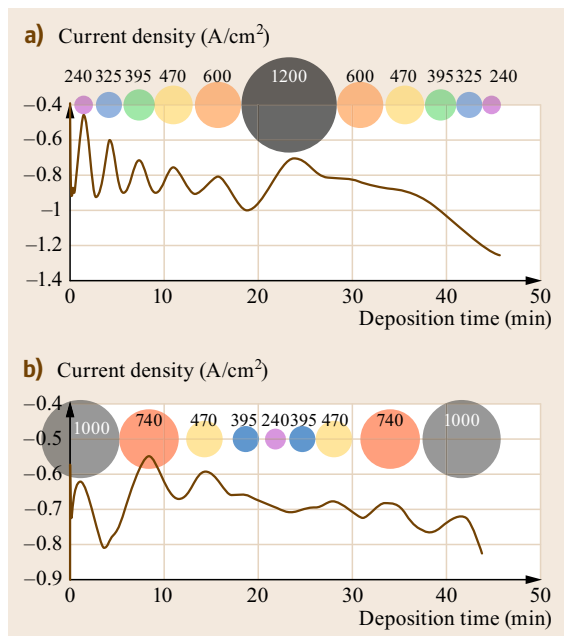 a) Current density (A/cm²)
240 325 395 470 600 1200 600 470 395 325 240
−0.4
−0.6
−0.8
−1
−1.2
−1.4
0 10 20 30 40 50
Deposition time (min)
b) Current density (A/cm²)
−0.4
1000 740 470 395 240 395 470 740 1000
−0.5
−0.6
−0.7
−0.8
−0.9
0 10 20 30 40 50
Deposition time (min)